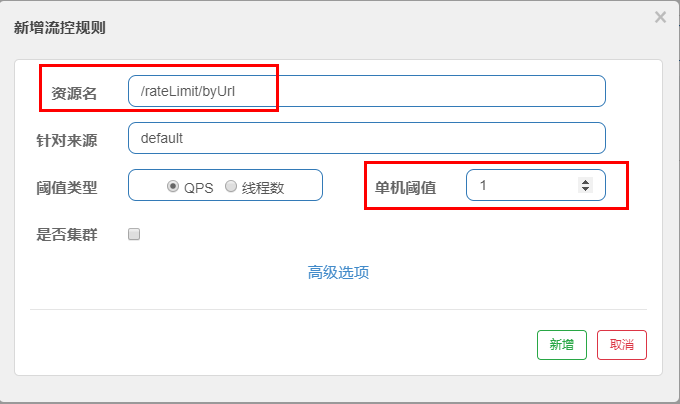 新增流控规则 ×
资源名 /rateLimit/byUrl
针对来源 default
阈值类型 QPS 线程数 单机阈值 1
是否集群
高级选项
新增 取消